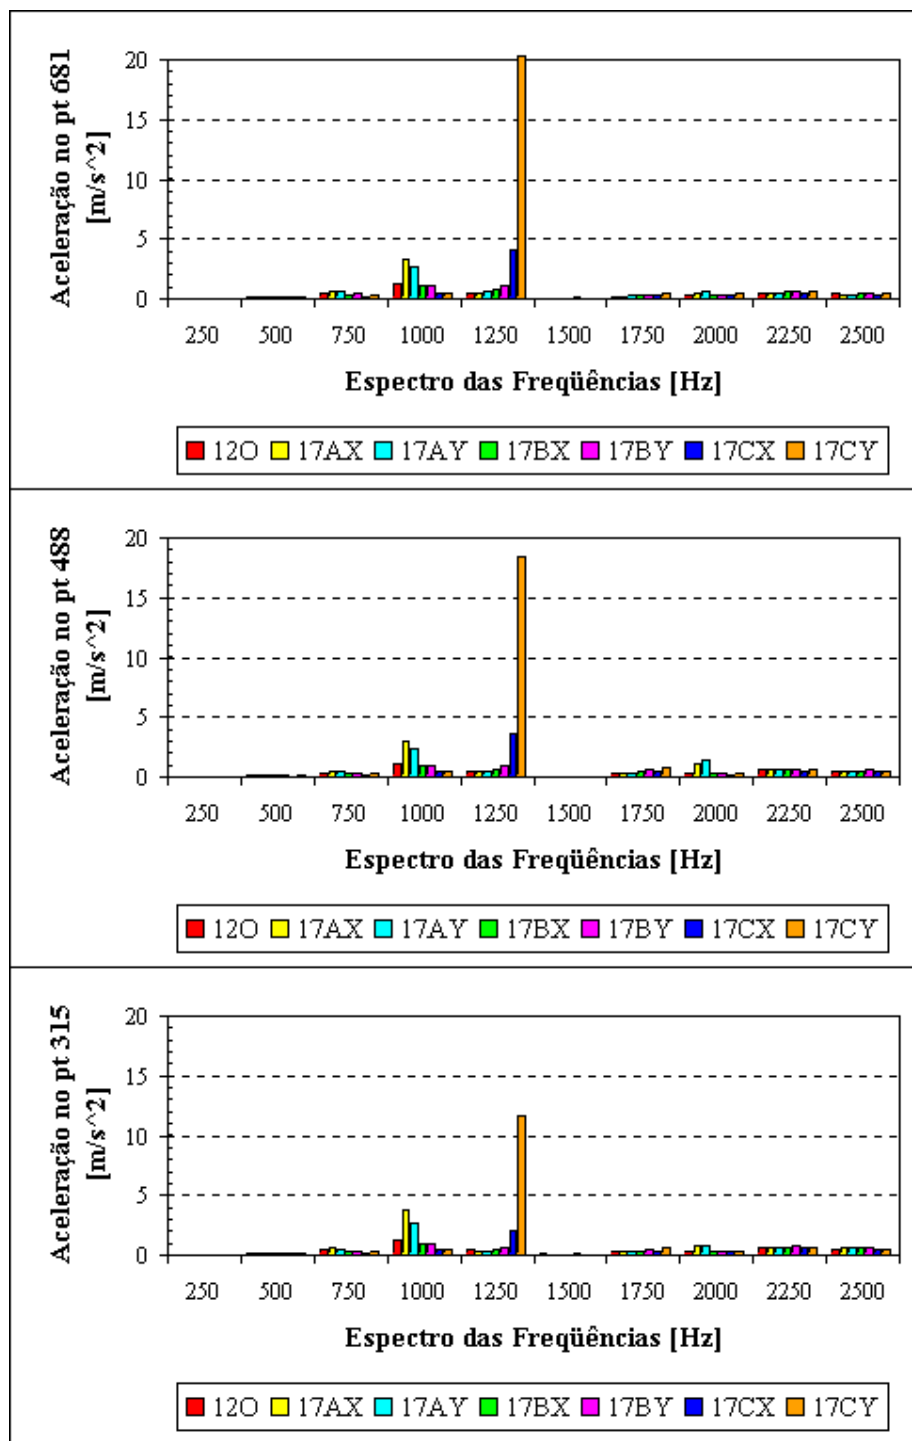 Aceleração no pt 681
[m/s^2]
20
15
10
5
0
250 500 750 1000 1250 1500 1750 2000 2250 2500
Espectro das Freqüências [Hz]
12O 17AX 17AY 17BX 17BY 17CX 17CY
Aceleração no pt 488
[m/s^2]
20
15
10
5
0
250 500 750 1000 1250 1500 1750 2000 2250 2500
Espectro das Freqüências [Hz]
12O 17AX 17AY 17BX 17BY 17CX 17CY
Aceleração no pt 315
[m/s^2]
20
15
10
5
0
250 500 750 1000 1250 1500 1750 2000 2250 2500
Espectro das Freqüências [Hz]
12O 17AX 17AY 17BX 17BY 17CX 17CY